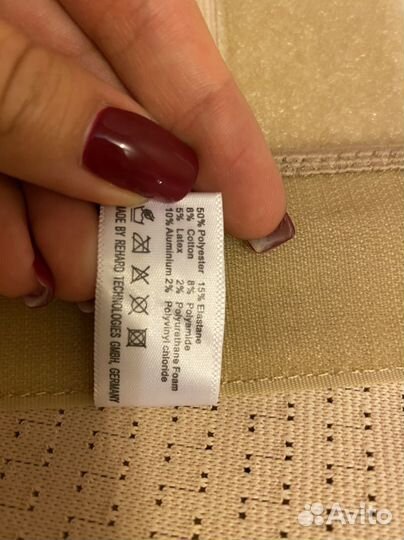 50% Polyester 15% Elastane
8% Cotton 8% Polyamide
5% Latex 2% Polyurethane Foam
10% Aluminium 2% Polyvinyl chloride
MADE BY REHARD TECHNOLOGIES GMBH, GERMANY
Avito